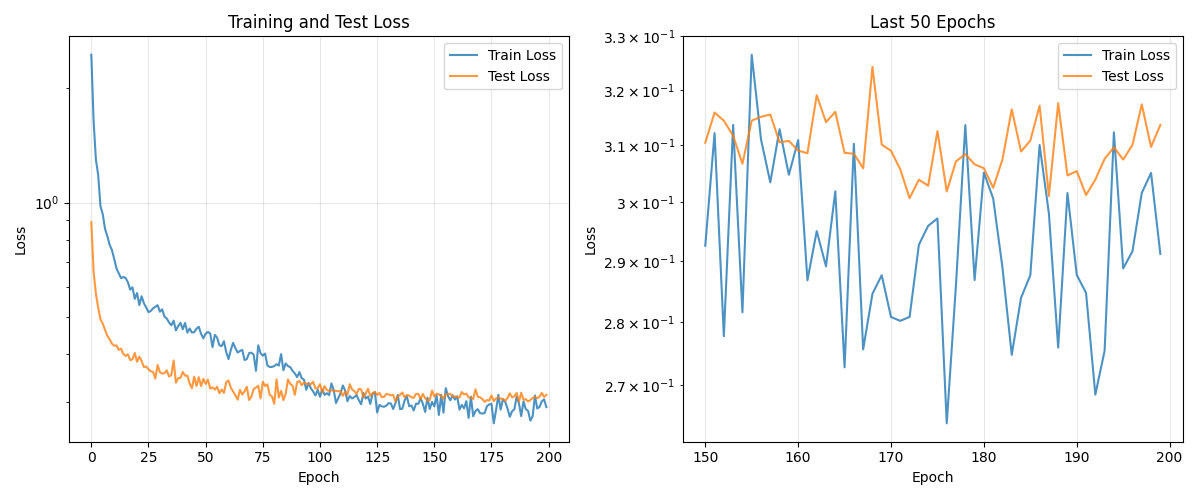 Training and Test Loss
Train Loss
Test Loss
10⁰
Loss
0 25 50 75 100 125 150 175 200
Epoch
Last 50 Epochs
Train Loss
Test Loss
3.3 × 10⁻¹
3.2 × 10⁻¹
3.1 × 10⁻¹
3 × 10⁻¹
2.9 × 10⁻¹
2.8 × 10⁻¹
2.7 × 10⁻¹
Loss
150 160 170 180 190 200
Epoch